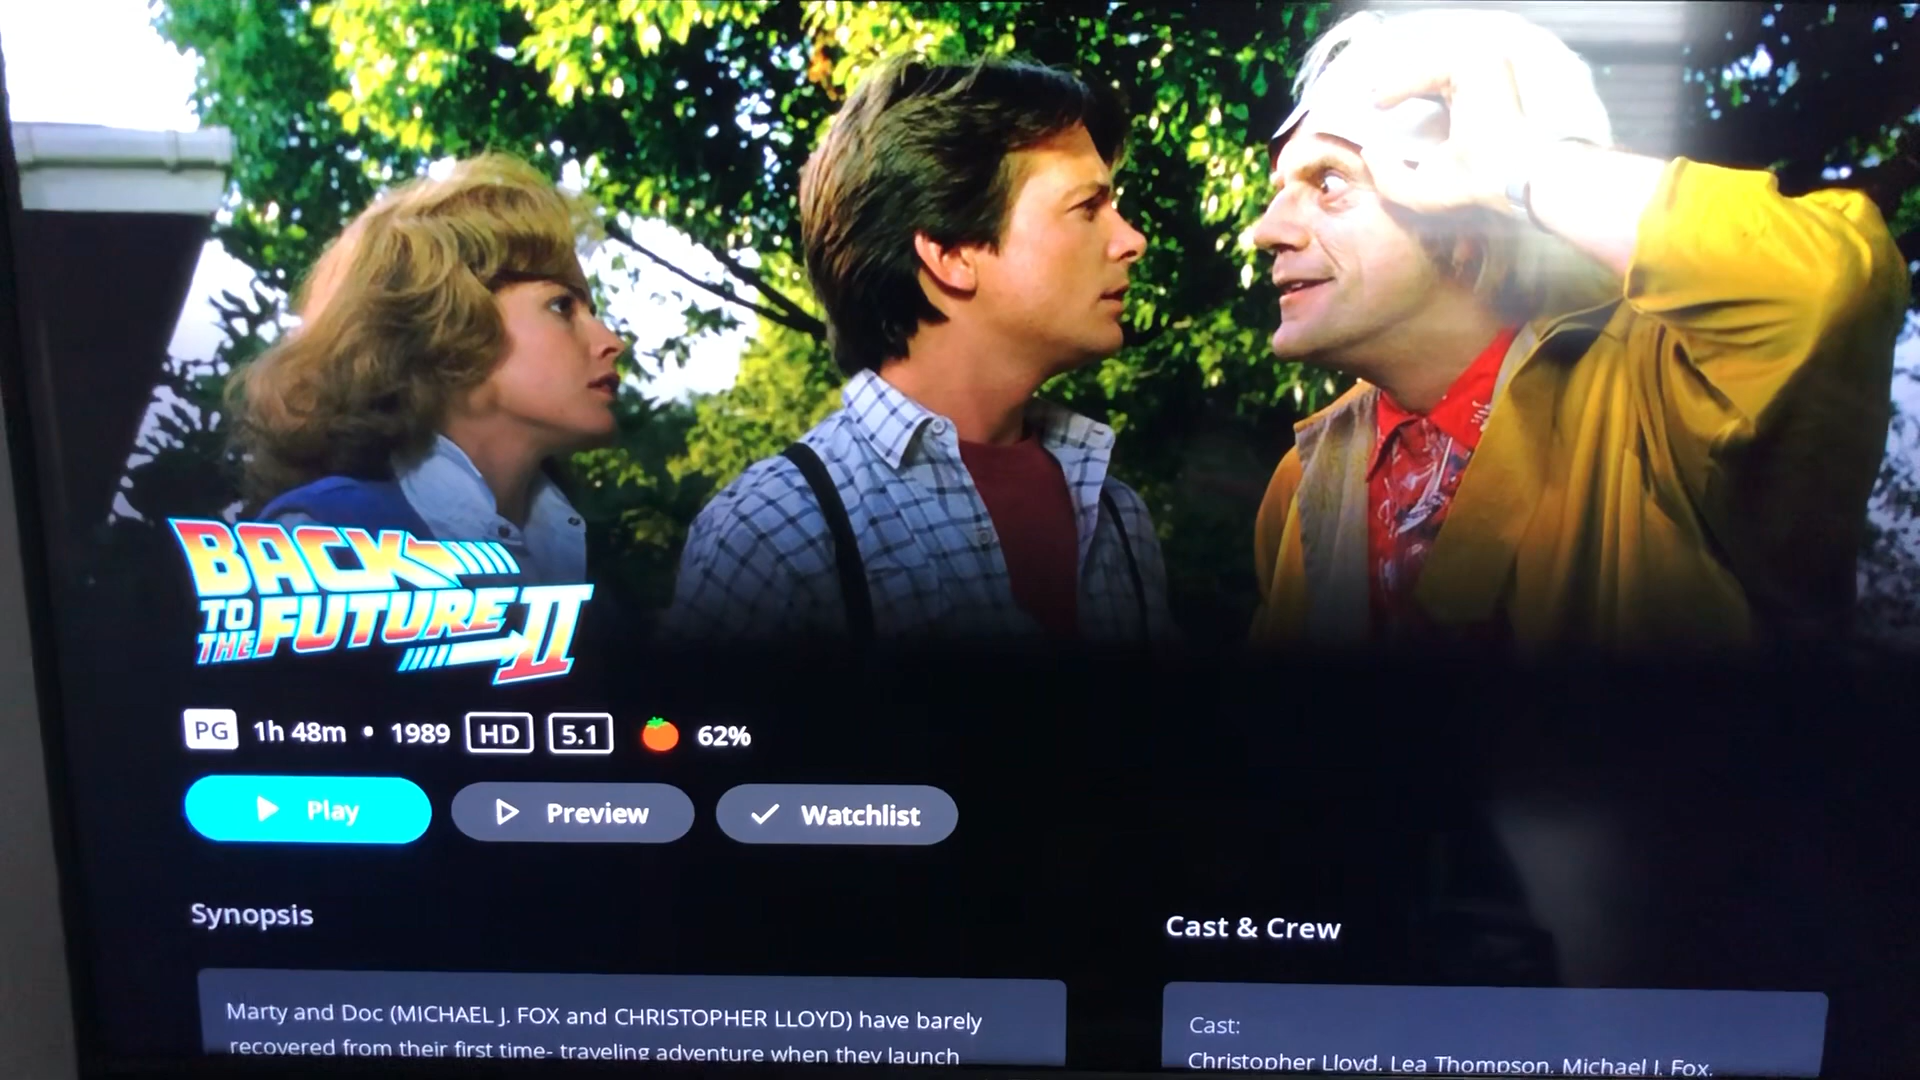 BACK
TO THE FUTURE II
PG 1h 48m • 1989 HD 5.1 62%
Play Preview Watchlist
Synopsis
Cast & Crew
Marty and Doc (MICHAEL J. FOX and CHRISTOPHER LLOYD) have barely
recovered from their first time- traveling adventure when they launch
Cast:
Christopher Lloyd, Lea Thompson, Michael J. Fox,